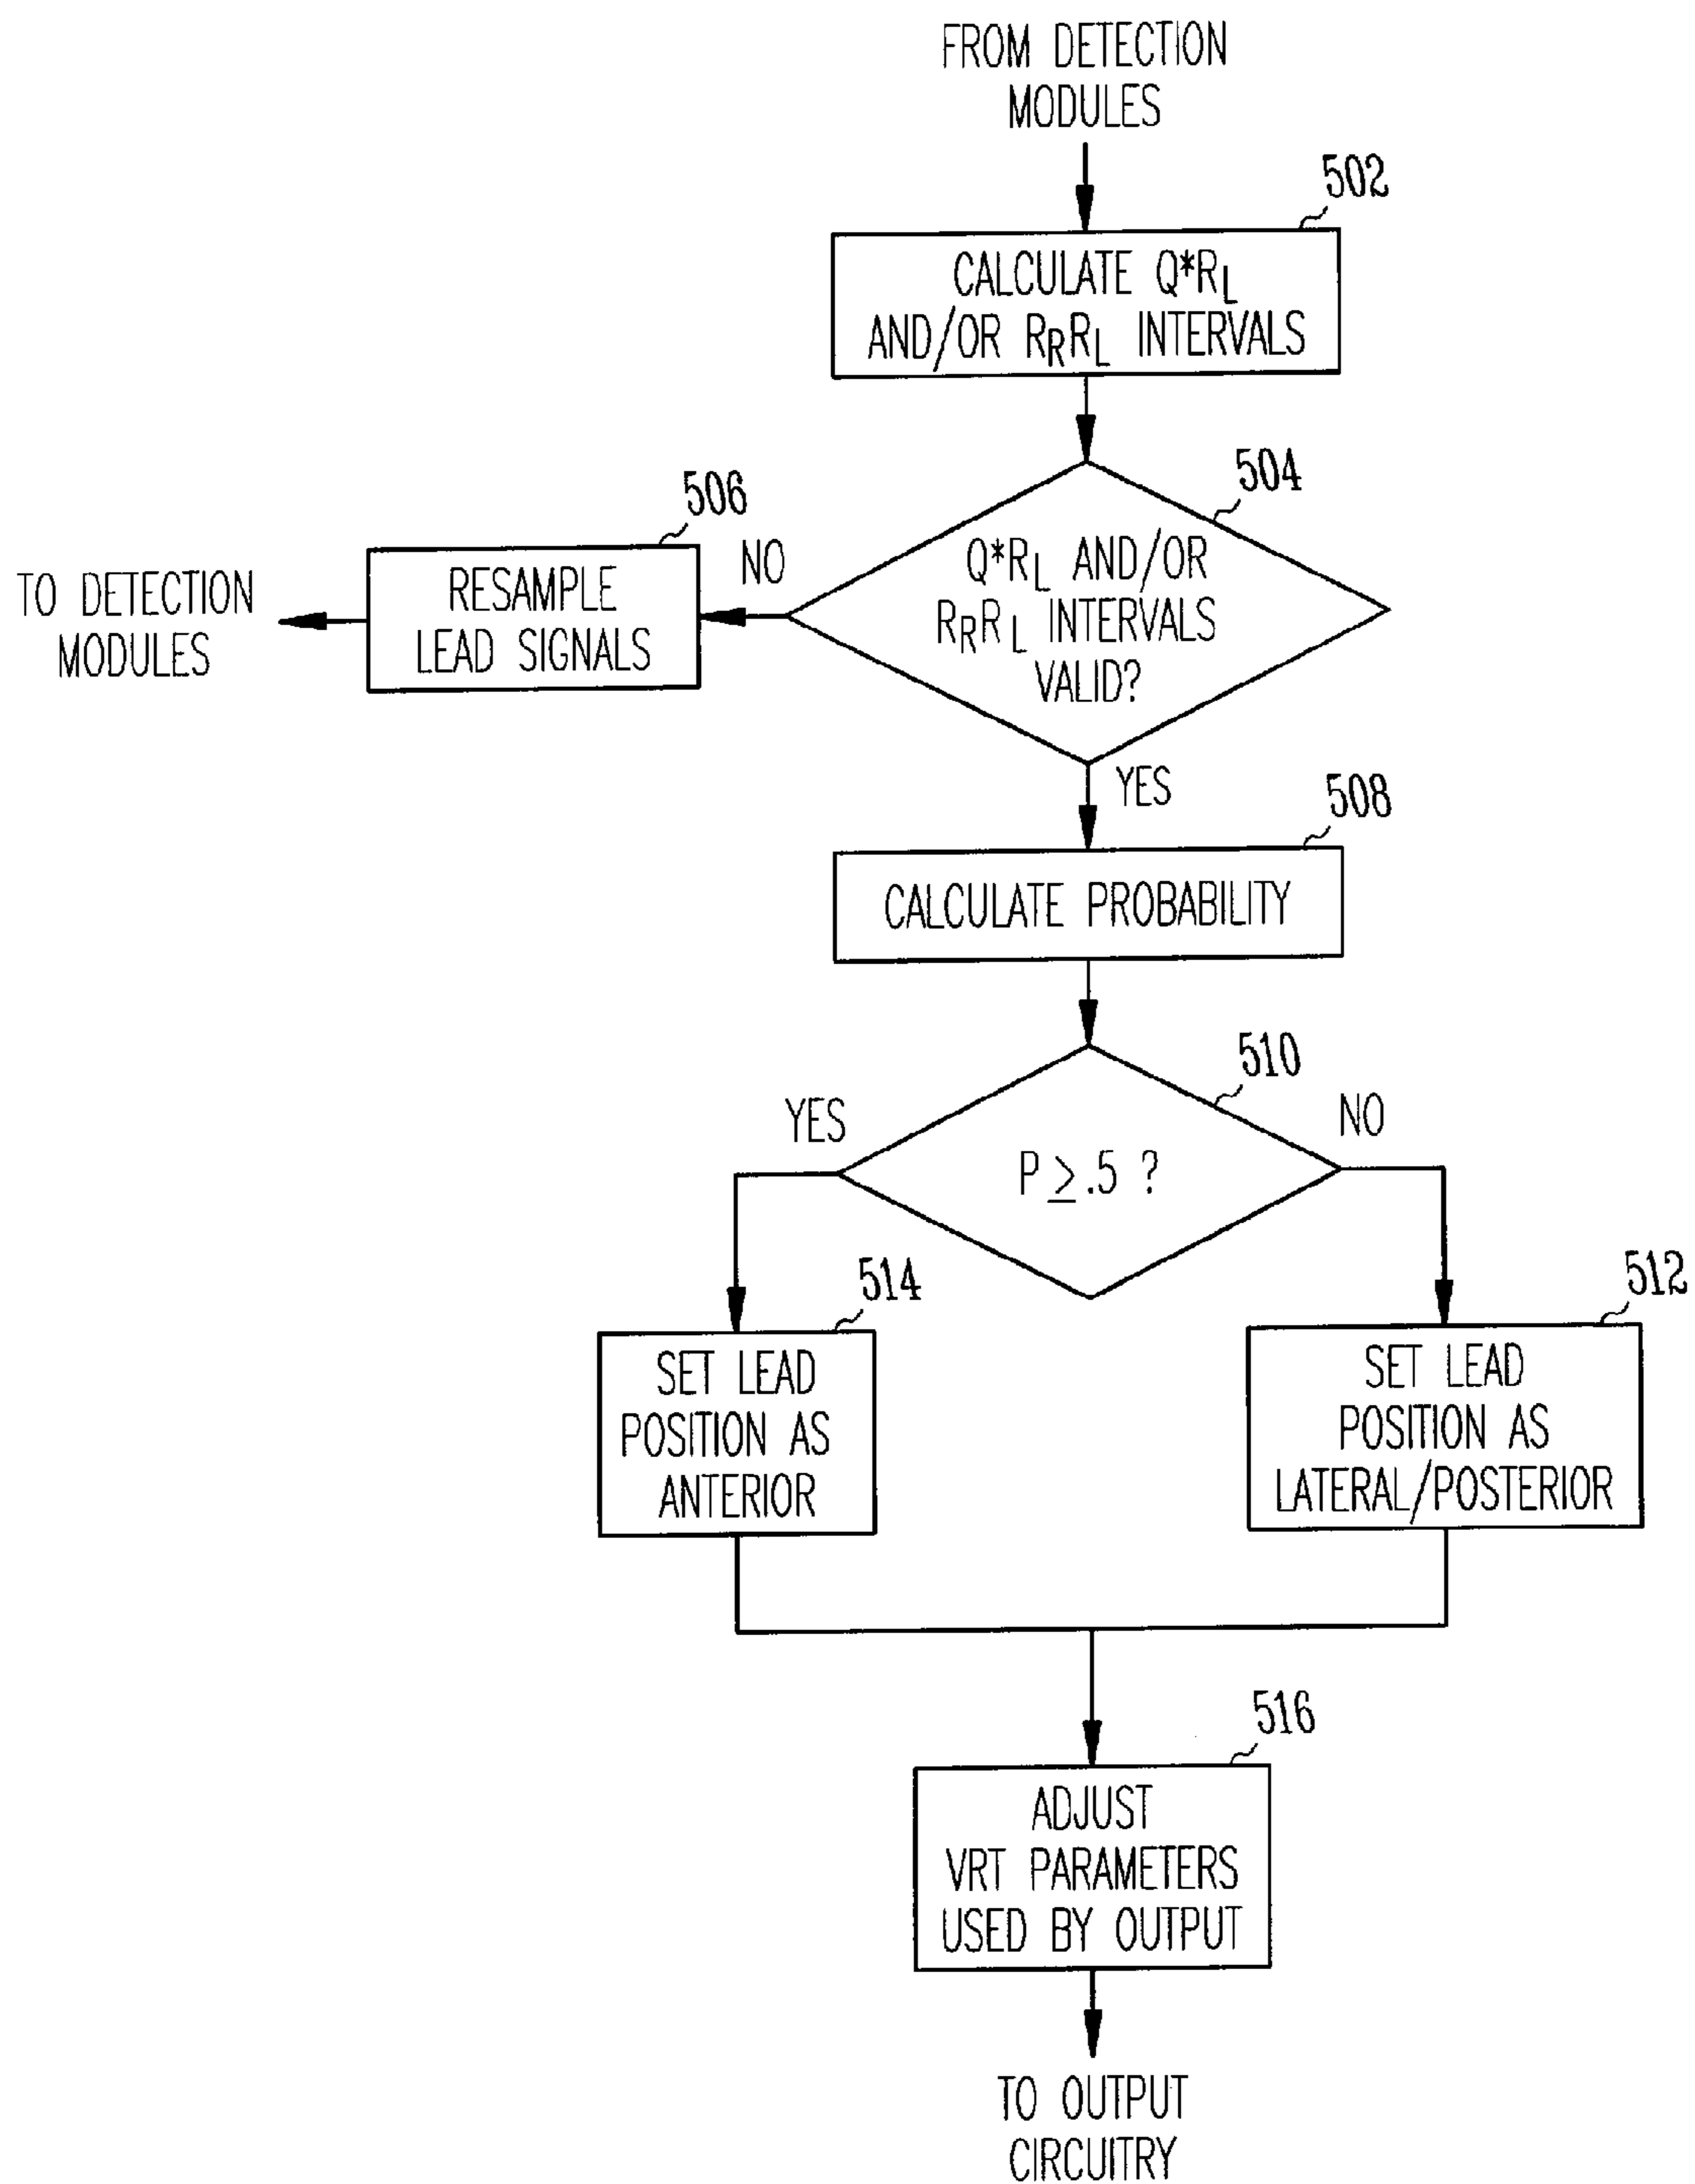 FROM DETECTION
MODULES
502
CALCULATE Q*RL
AND/OR RRRL INTERVALS
504
Q*RL AND/OR
RRRL INTERVALS
VALID?
NO
506
RESAMPLE
LEAD SIGNALS
TO DETECTION
MODULES
YES
508
CALCULATE PROBABILITY
510
P ≥ .5 ?
YES
NO
514
SET LEAD
POSITION AS
ANTERIOR
512
SET LEAD
POSITION AS
LATERAL/POSTERIOR
516
ADJUST
VRT PARAMETERS
USED BY OUTPUT
TO OUTPUT
CIRCUITRY